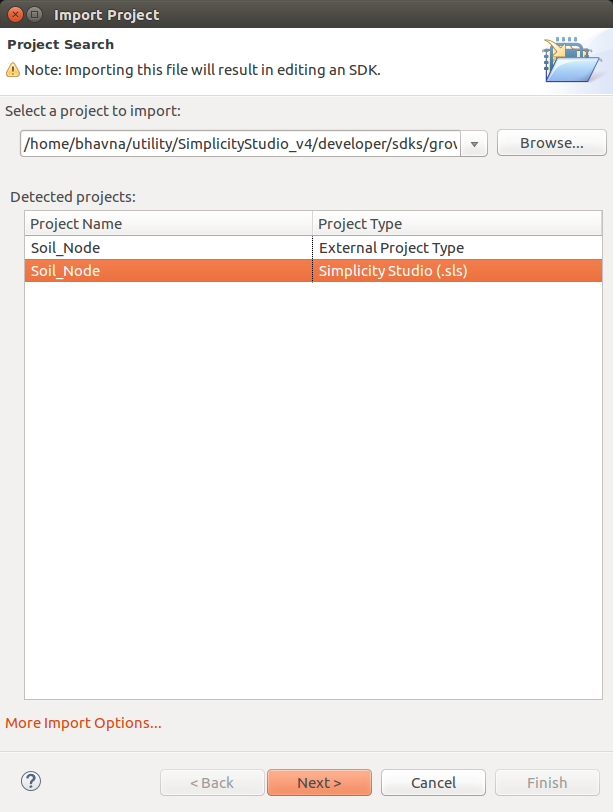 Import Project
Project Search
Note: Importing this file will result in editing an SDK.
Select a project to import:
/home/bhavna/utility/SimplicityStudio_v4/developer/sdks/grov
Browse...
Detected projects:
Project Name Project Type
Soil_Node External Project Type
Soil_Node Simplicity Studio (.sls)
More Import Options...
? < Back Next > Cancel Finish